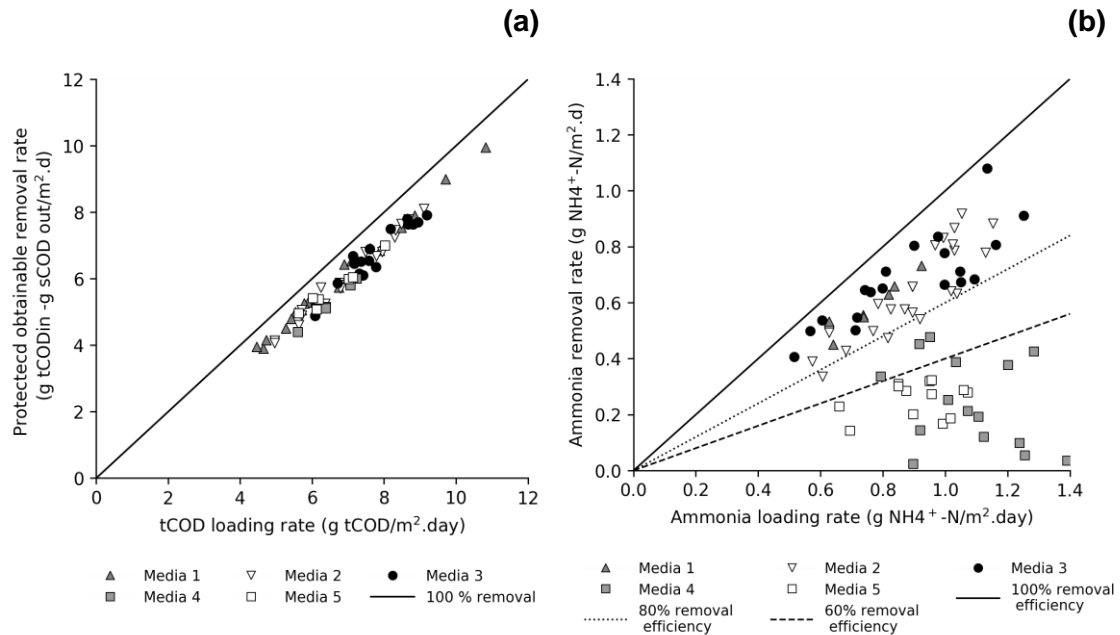 (a)
(b)
Protectecd obtainable removal rate
(g tCODin -g sCOD out/m².d)
12
10
8
6
4
2
0
0 2 4 6 8 10 12
tCOD loading rate (g tCOD/m².day)
Media 1 Media 2 Media 3
Media 4 Media 5 100 % removal
Ammonia removal rate (g NH4⁺-N/m².d)
1.4
1.2
1.0
0.8
0.6
0.4
0.2
0.0
0.0 0.2 0.4 0.6 0.8 1.0 1.2 1.4
Ammonia loading rate (g NH4⁺-N/m².day)
Media 1 Media 2 Media 3
Media 4 Media 5 100% removal
efficiency
80% removal 60% removal
efficiency efficiency